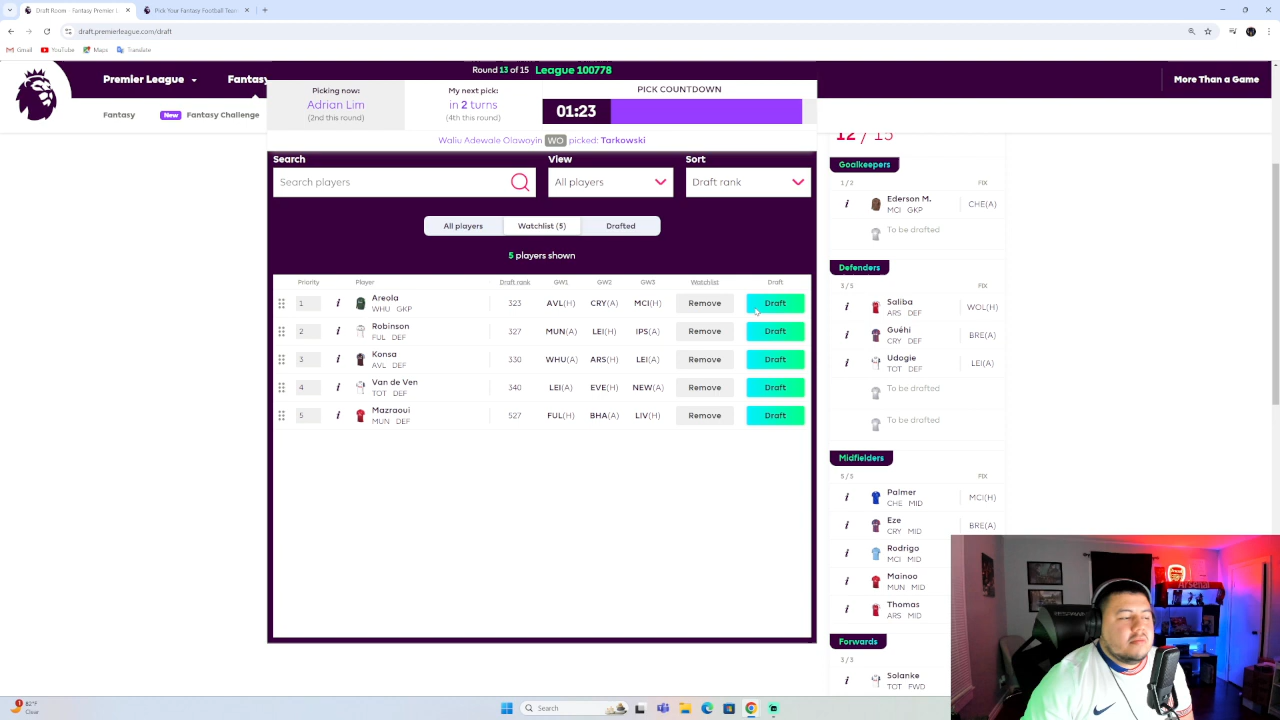 Draft Room - Fantasy Premier L
Pick Your Fantasy Football Team
draft.premierleague.com/draft
Gmail YouTube Maps Translate
Premier League Fantasy
More Than a Game
Fantasy New Fantasy Challenge
Round 13 of 15 League 100778
Picking now:
Adrian Lim
(2nd this round)
My next pick:
in 2 turns
(4th this round)
PICK COUNTDOWN
01:23
Waliu Adewale Olawoyin WO picked: Tarkowski
Search View Sort
Search players All players Draft rank
All players Watchlist (5) Drafted
5 players shown
Priority Player Draft rank GW1 GW2 GW3 Watchlist Draft
1 i Areola WHU GKP 323 AVL(H) CRY(A) MCI(H) Remove Draft
2 i Robinson FUL DEF 327 MUN(A) LEI(H) IPS(A) Remove Draft
3 i Konsa AVL DEF 330 WHU(A) ARS(H) LEI(A) Remove Draft
4 i Van de Ven TOT DEF 340 LEI(A) EVE(H) NEW(A) Remove Draft
5 i Mazraoui MUN DEF 527 FUL(H) BHA(A) LIV(H) Remove Draft
12 / 15
Goalkeepers
1/2 FIX
i Ederson M. MCI GKP CHE(A)
To be drafted
Defenders
3/5 FIX
i Saliba ARS DEF WOL(H)
i Guéhi CRY DEF BRE(A)
i Udogie TOT DEF LEI(A)
To be drafted
To be drafted
Midfielders
5/5 FIX
i Palmer CHE MID MCI(H)
i Eze CRY MID BRE(A)
i Rodrigo MCI MID
i Mainoo MUN MID
i Thomas ARS MID
Forwards
3/3
i Solanke TOT FWD
Arsenal
82°F
Clear
Search